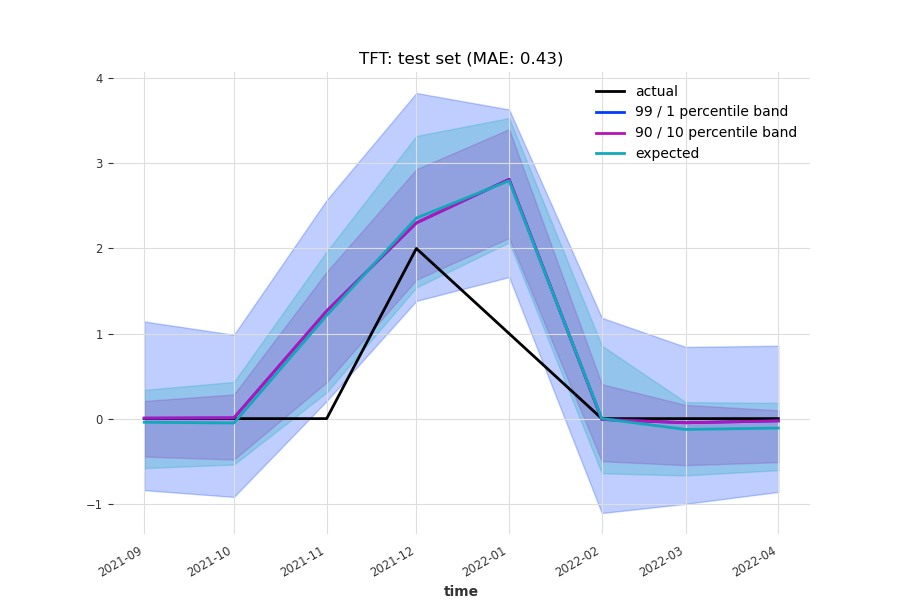 TFT: test set (MAE: 0.43)
actual
99 / 1 percentile band
90 / 10 percentile band
expected
4
3
2
1
0
−1
2021-09
2021-10
2021-11
2021-12
2022-01
2022-02
2022-03
2022-04
time